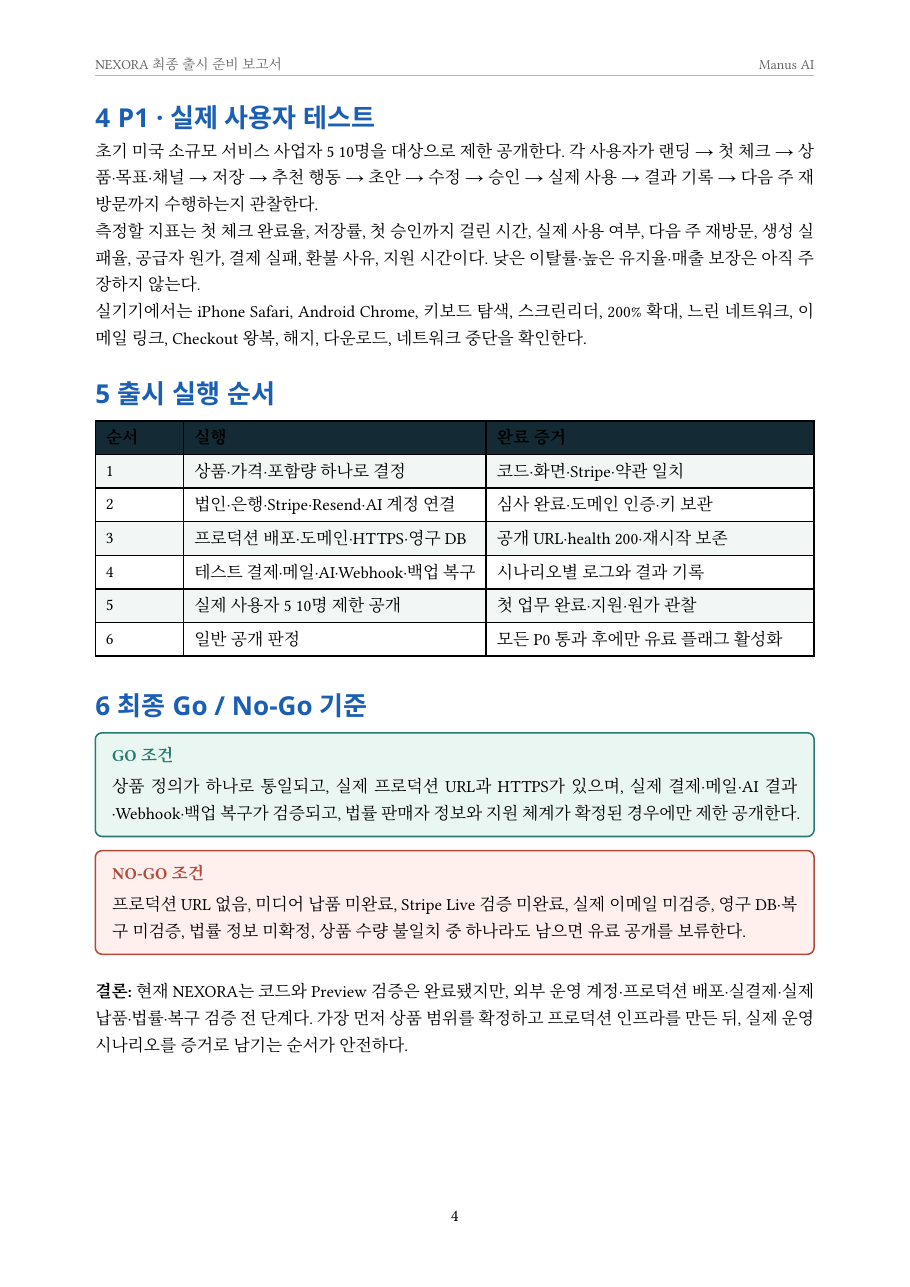 NEXORA 최종 출시 준비 보고서 Manus AI
4 P1 · 실제 사용자 테스트
초기 미국 소규모 서비스 사업자 5 10명을 대상으로 제한 공개한다. 각 사용자가 랜딩 → 첫 체크 → 상
품·목표·채널 → 저장 → 추천 행동 → 초안 → 수정 → 승인 → 실제 사용 → 결과 기록 → 다음 주 재
방문까지 수행하는지 관찰한다.
측정할 지표는 첫 체크 완료율, 저장률, 첫 승인까지 걸린 시간, 실제 사용 여부, 다음 주 재방문, 생성 실
패율, 공급자 원가, 결제 실패, 환불 사유, 지원 시간이다. 낮은 이탈률·높은 유지율·매출 보장은 아직 주
장하지 않는다.
실기기에서는 iPhone Safari, Android Chrome, 키보드 탐색, 스크린리더, 200% 확대, 느린 네트워크, 이
메일 링크, Checkout 왕복, 해지, 다운로드, 네트워크 중단을 확인한다.
5 출시 실행 순서
순서 실행 완료 증거
1 상품·가격·포함량 하나로 결정 코드·화면·Stripe·약관 일치
2 법인·은행·Stripe·Resend·AI 계정 연결 심사 완료·도메인 인증·키 보관
3 프로덕션 배포·도메인·HTTPS·영구 DB 공개 URL·health 200·재시작 보존
4 테스트 결제·메일·AI·Webhook·백업 복구 시나리오별 로그와 결과 기록
5 실제 사용자 5 10명 제한 공개 첫 업무 완료·지원·원가 관찰
6 일반 공개 판정 모든 P0 통과 후에만 유료 플래그 활성화
6 최종 Go / No-Go 기준
GO 조건
상품 정의가 하나로 통일되고, 실제 프로덕션 URL과 HTTPS가 있으며, 실제 결제·메일·AI 결과
·Webhook·백업 복구가 검증되고, 법률 판매자 정보와 지원 체계가 확정된 경우에만 제한 공개한다.
NO-GO 조건
프로덕션 URL 없음, 미디어 납품 미완료, Stripe Live 검증 미완료, 실제 이메일 미검증, 영구 DB·복
구 미검증, 법률 정보 미확정, 상품 수량 불일치 중 하나라도 남으면 유료 공개를 보류한다.
결론: 현재 NEXORA는 코드와 Preview 검증은 완료됐지만, 외부 운영 계정·프로덕션 배포·실결제·실제
납품·법률·복구 검증 전 단계다. 가장 먼저 상품 범위를 확정하고 프로덕션 인프라를 만든 뒤, 실제 운영
시나리오를 증거로 남기는 순서가 안전하다.
4